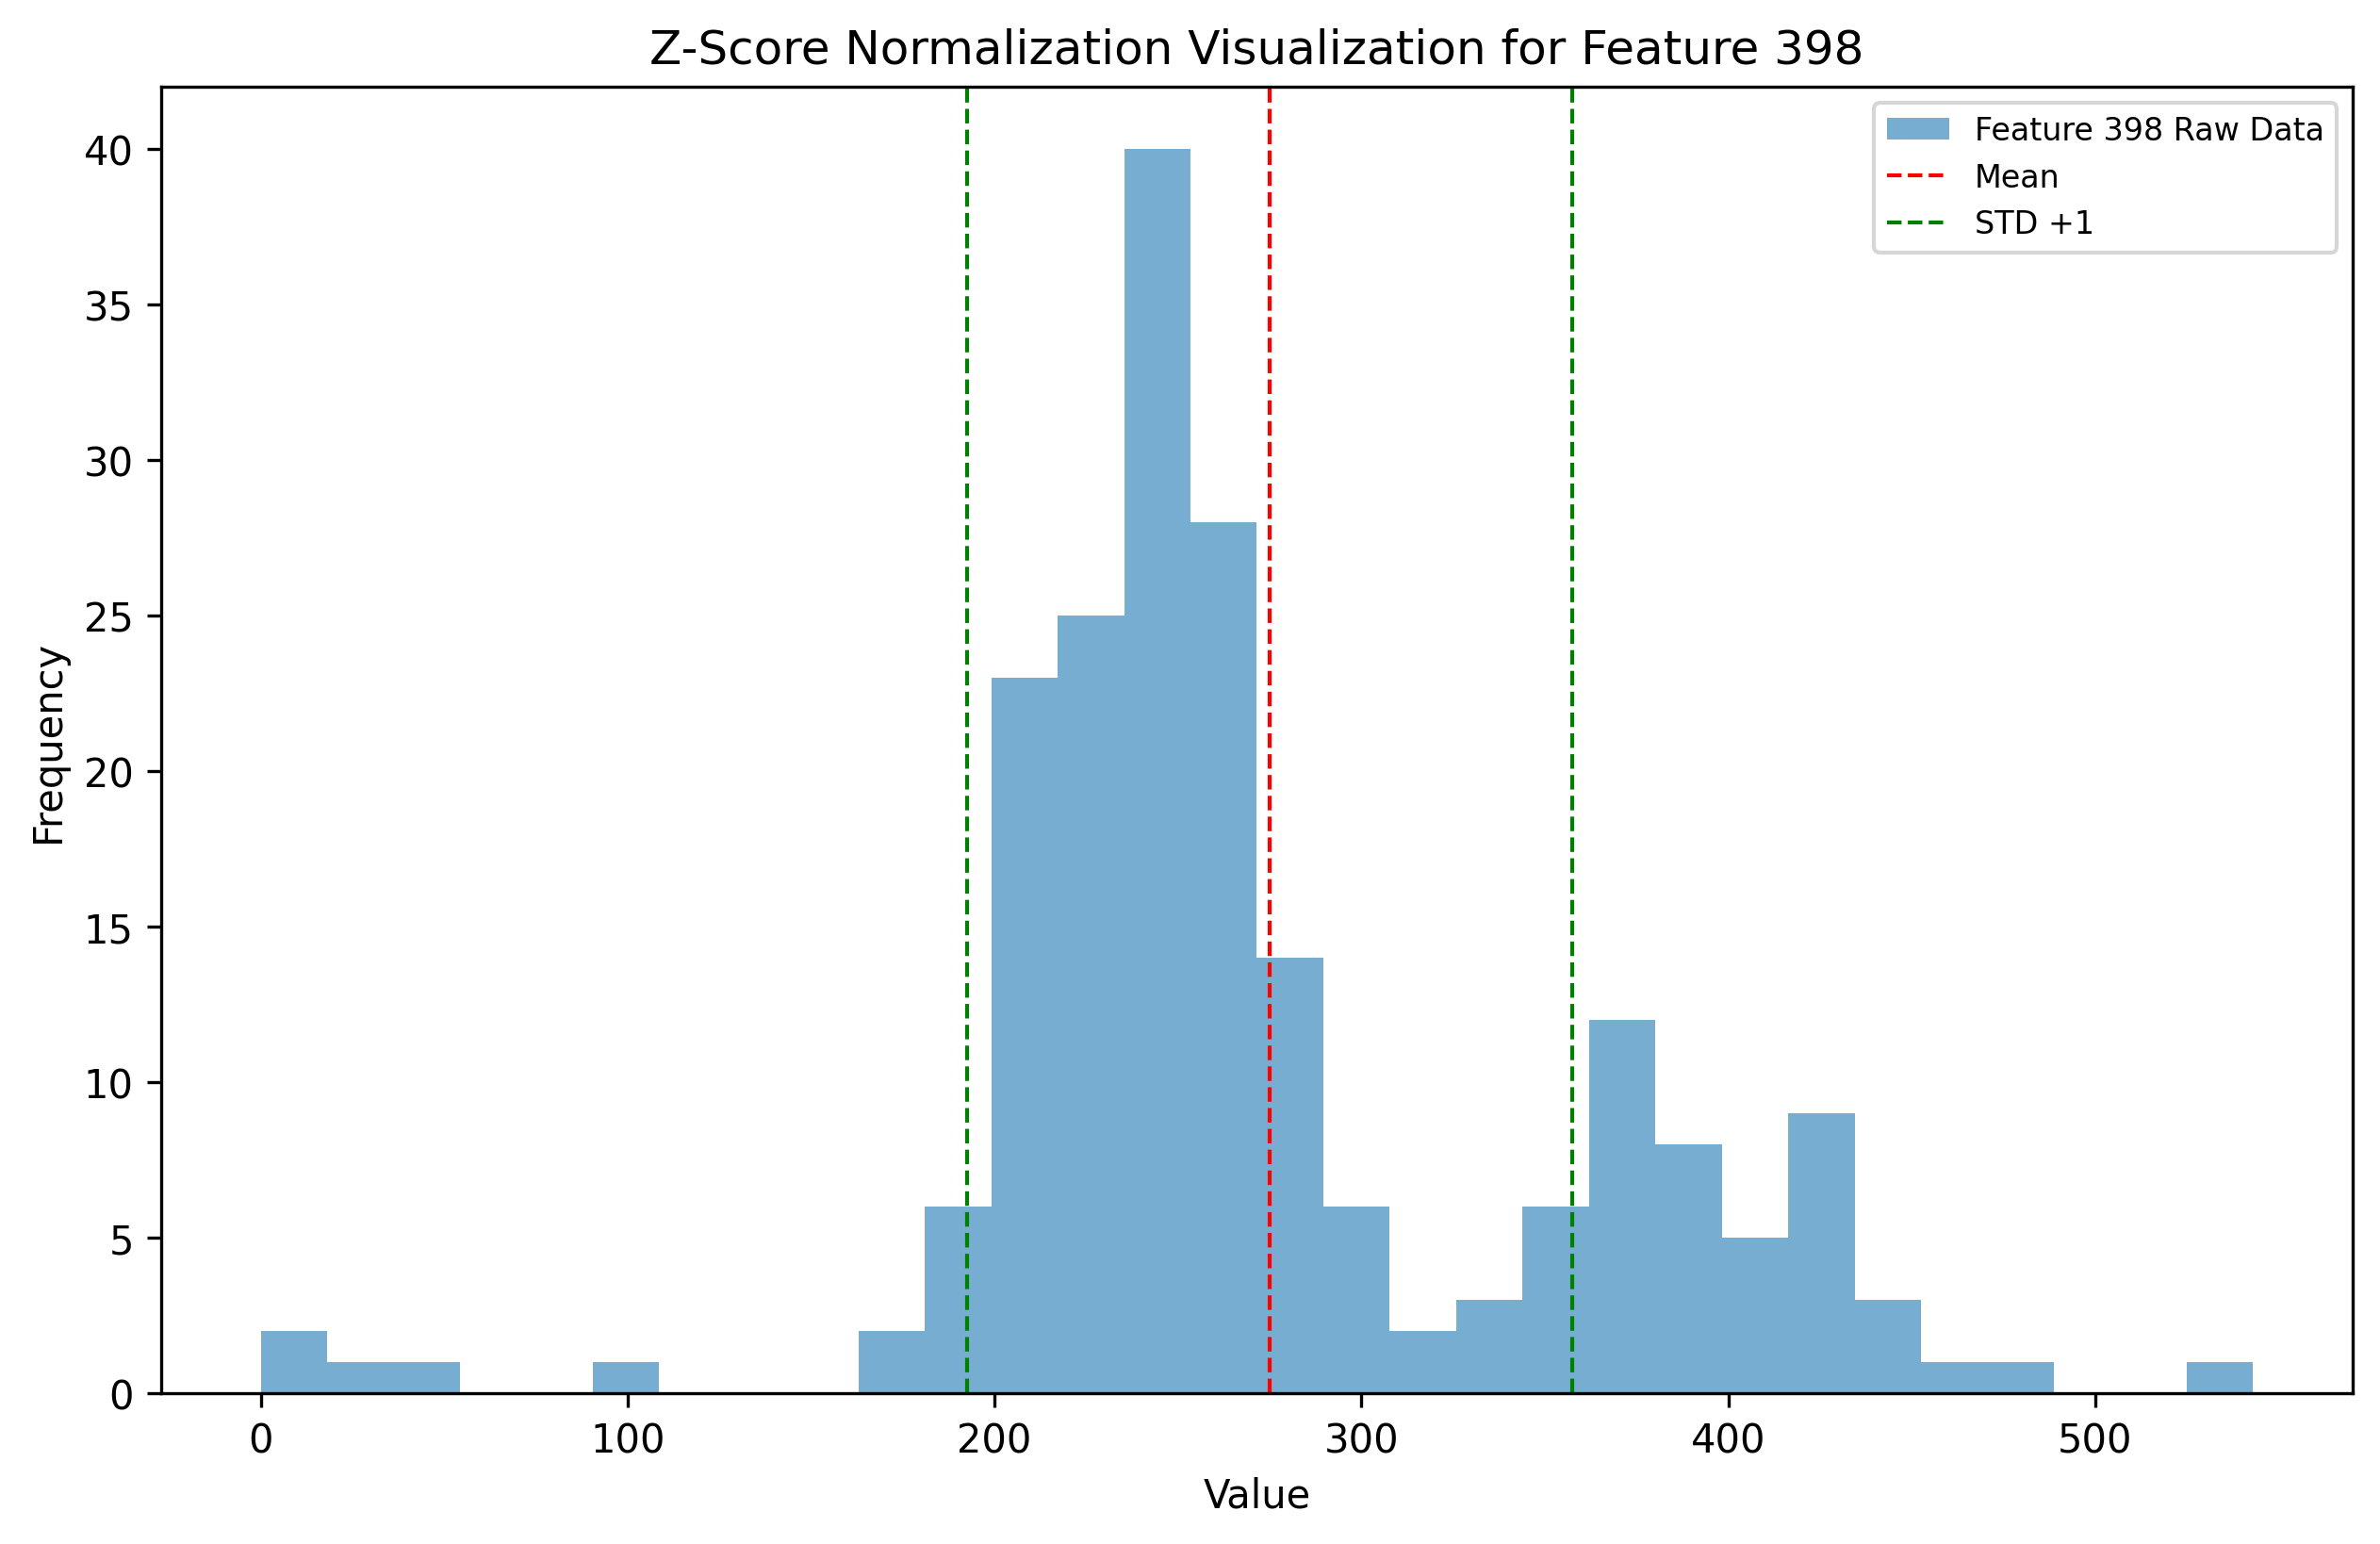 Z-Score Normalization Visualization for Feature 398
Feature 398 Raw Data
Mean
STD +1
40
35
30
25
20
15
10
5
0
Frequency
0 100 200 300 400 500
Value